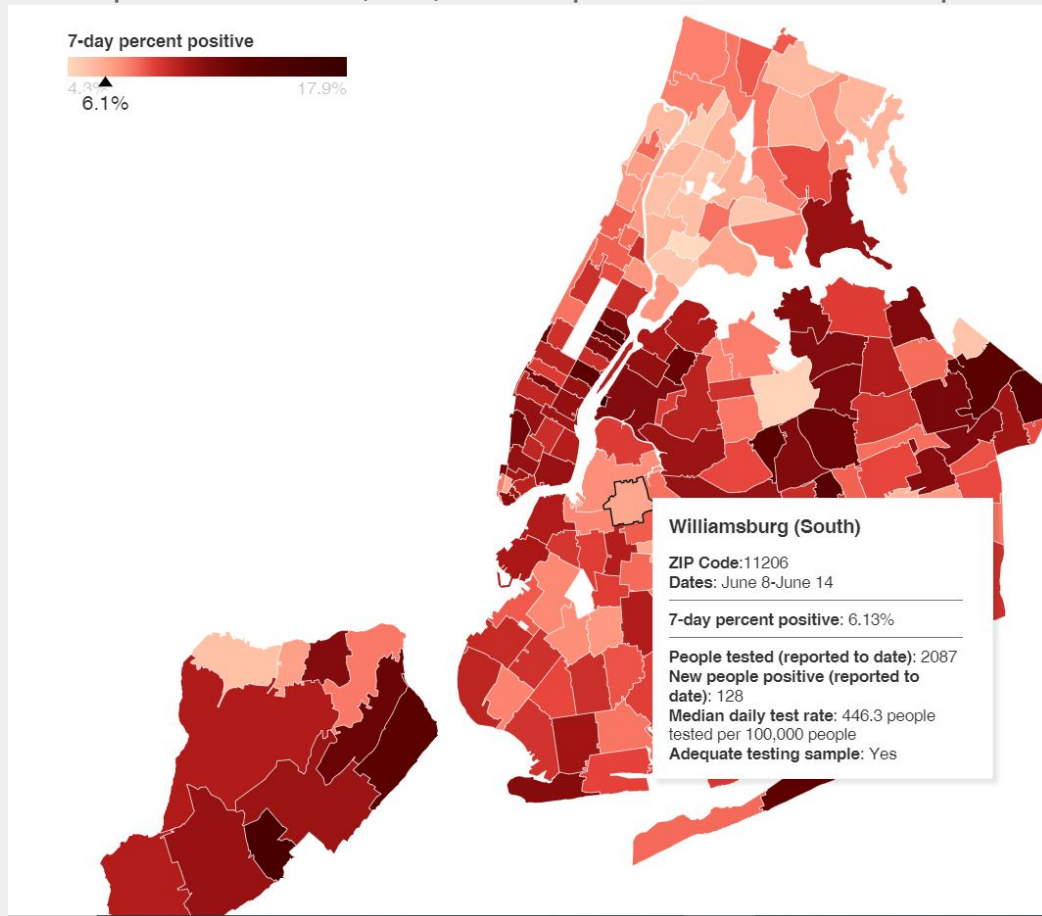 7-day percent positive
4.3%
17.9%
6.1%
Williamsburg (South)
ZIP Code:11206
Dates: June 8-June 14
7-day percent positive: 6.13%
People tested (reported to date): 2087
New people positive (reported to
date): 128
Median daily test rate: 446.3 people
tested per 100,000 people
Adequate testing sample: Yes